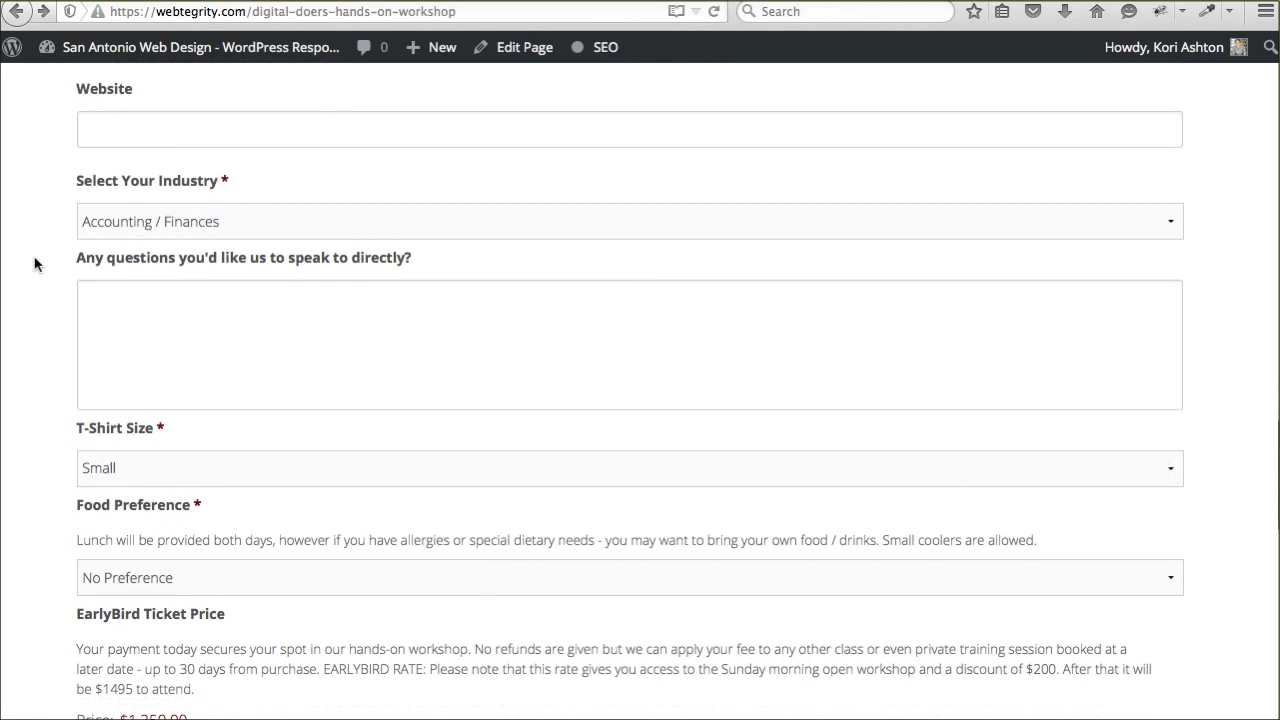 https://webtegrity.com/digital-doers-hands-on-workshop
Search
San Antonio Web Design - WordPress Respo...
0
New
Edit Page
SEO
Howdy, Kori Ashton
Website
Select Your Industry *
Accounting / Finances
Any questions you'd like us to speak to directly?
T-Shirt Size *
Small
Food Preference *
Lunch will be provided both days, however if you have allergies or special dietary needs - you may want to bring your own food / drinks. Small coolers are allowed.
No Preference
EarlyBird Ticket Price
Your payment today secures your spot in our hands-on workshop. No refunds are given but we can apply your fee to any other class or even private training session booked at a
later date - up to 30 days from purchase. EARLYBIRD RATE: Please note that this rate gives you access to the Sunday morning open workshop and a discount of $200. After that it will
be $1495 to attend.
Price: $1,250.00